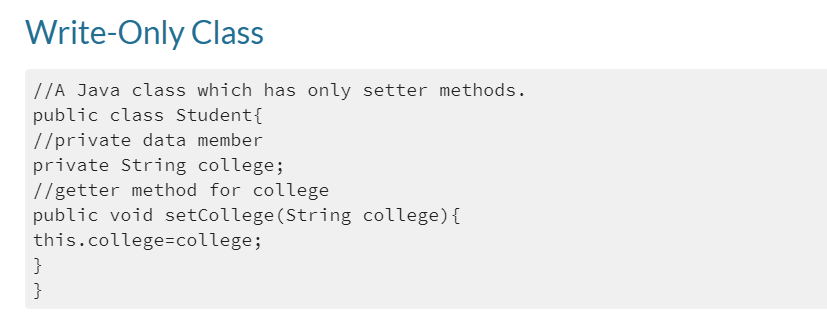 Write-Only Class
//A Java class which has only setter methods.
public class Student{
//private data member
private String college;
//getter method for college
public void setCollege(String college){
this.college=college;
}
}